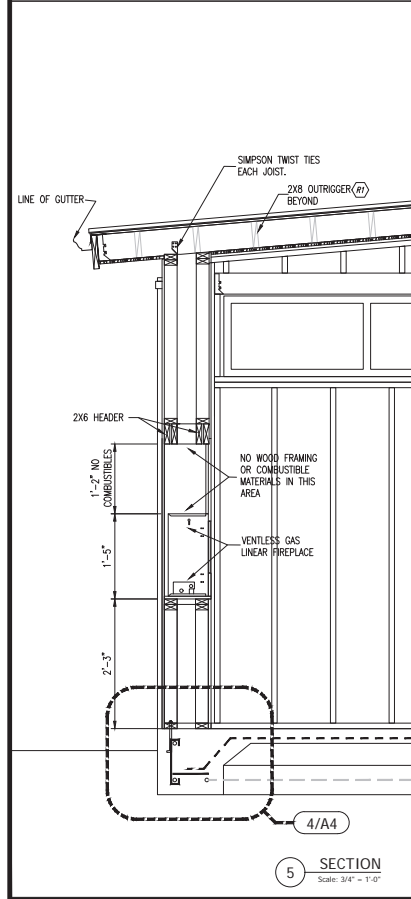 SIMPSON TWIST TIES
EACH JOIST.
LINE OF GUTTER
2X8 OUTRIGGER R1
BEYOND
2X6 HEADER
1'-2" NO
COMBUSTIBLES
NO WOOD FRAMING
OR COMBUSTIBLE
MATERIALS IN THIS
AREA
1'-5"
VENTLESS GAS
LINEAR FIREPLACE
2'-3"
4/A4
5 SECTION
Scale: 3/4" = 1'-0"